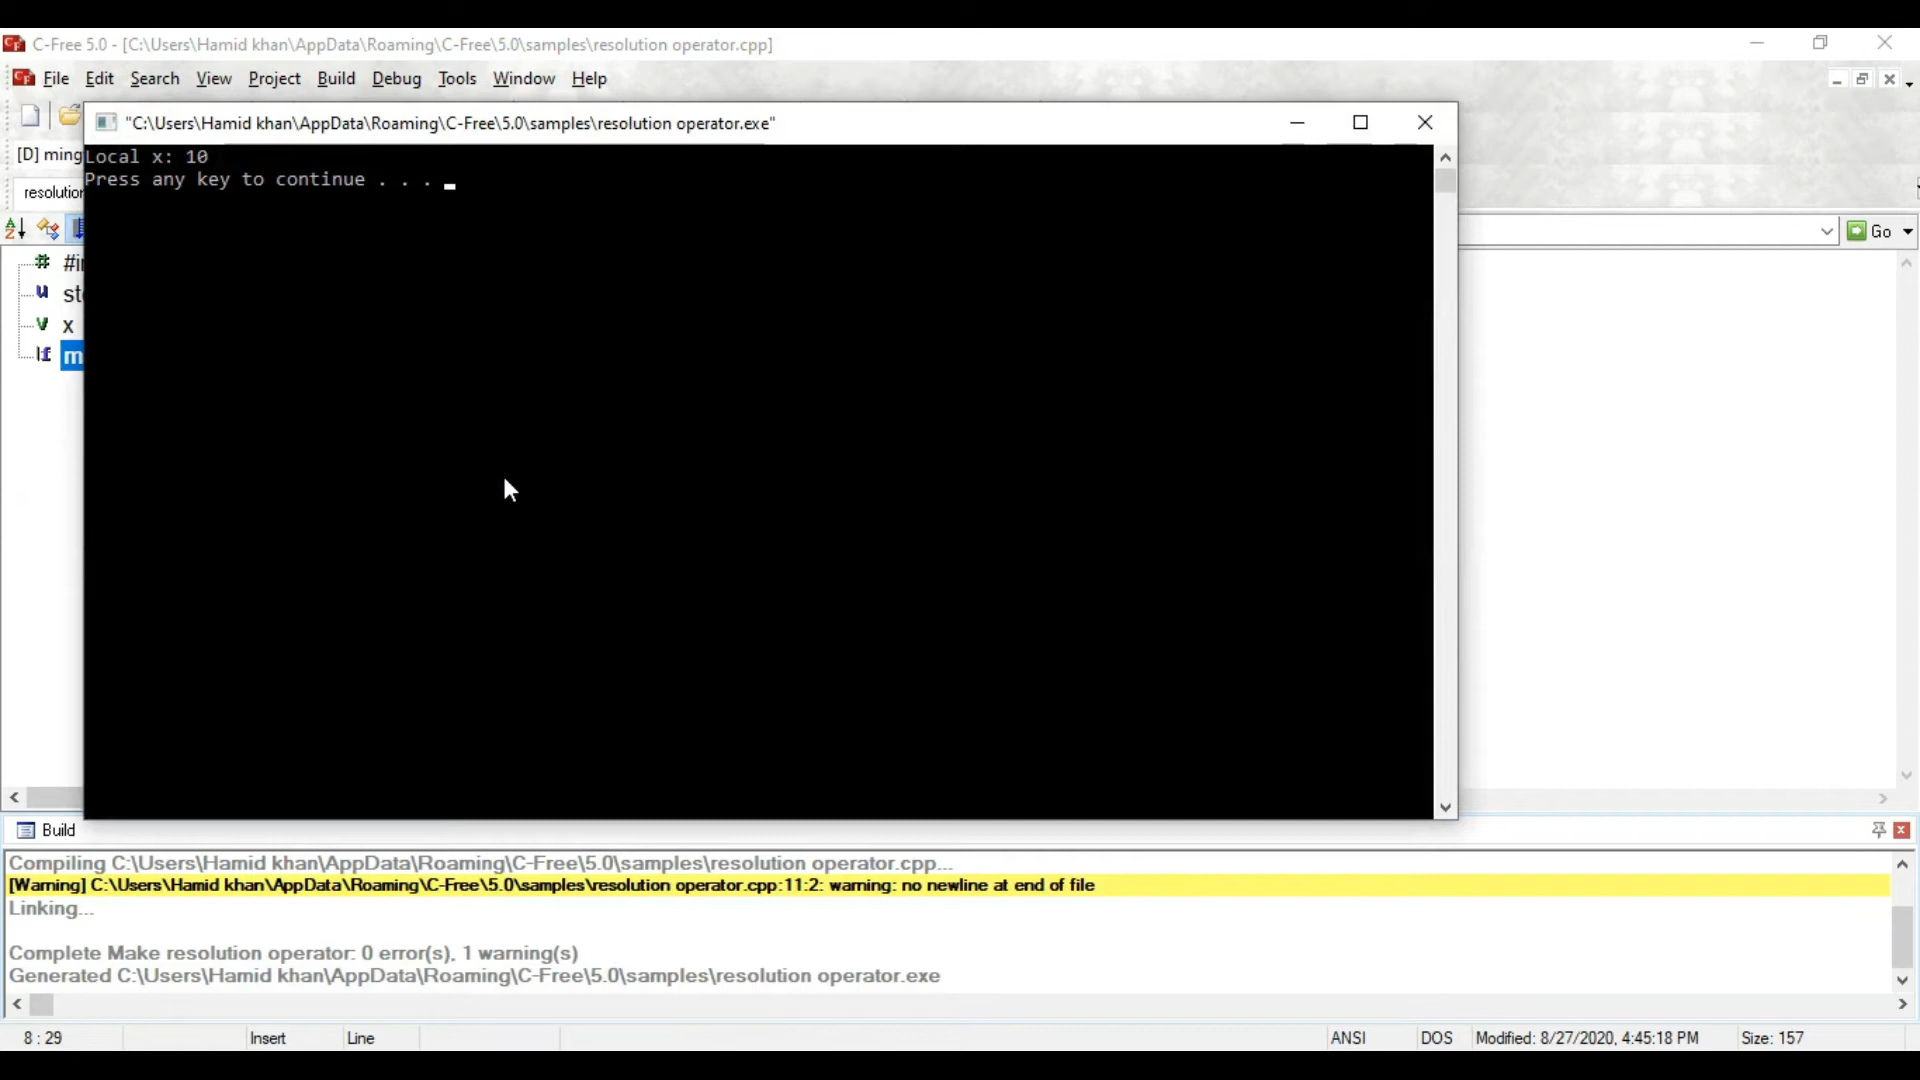 C-Free 5.0 - [C:\Users\Hamid khan\AppData\Roaming\C-Free\5.0\samples\resolution operator.cpp]
File Edit Search View Project Build Debug Tools Window Help
"C:\Users\Hamid khan\AppData\Roaming\C-Free\5.0\samples\resolution operator.exe"
[D] ming
Local x: 10
Press any key to continue . . .
resolution
Go
#i
st
x
m
Build
Compiling C:\Users\Hamid khan\AppData\Roaming\C-Free\5.0\samples\resolution operator.cpp...
[Warning] C:\Users\Hamid khan\AppData\Roaming\C-Free\5.0\samples\resolution operator.cpp:11:2: warning: no newline at end of file
Linking...
Complete Make resolution operator: 0 error(s), 1 warning(s)
Generated C:\Users\Hamid khan\AppData\Roaming\C-Free\5.0\samples\resolution operator.exe
8 : 29 Insert Line ANSI DOS Modified: 8/27/2020, 4:45:18 PM Size: 157